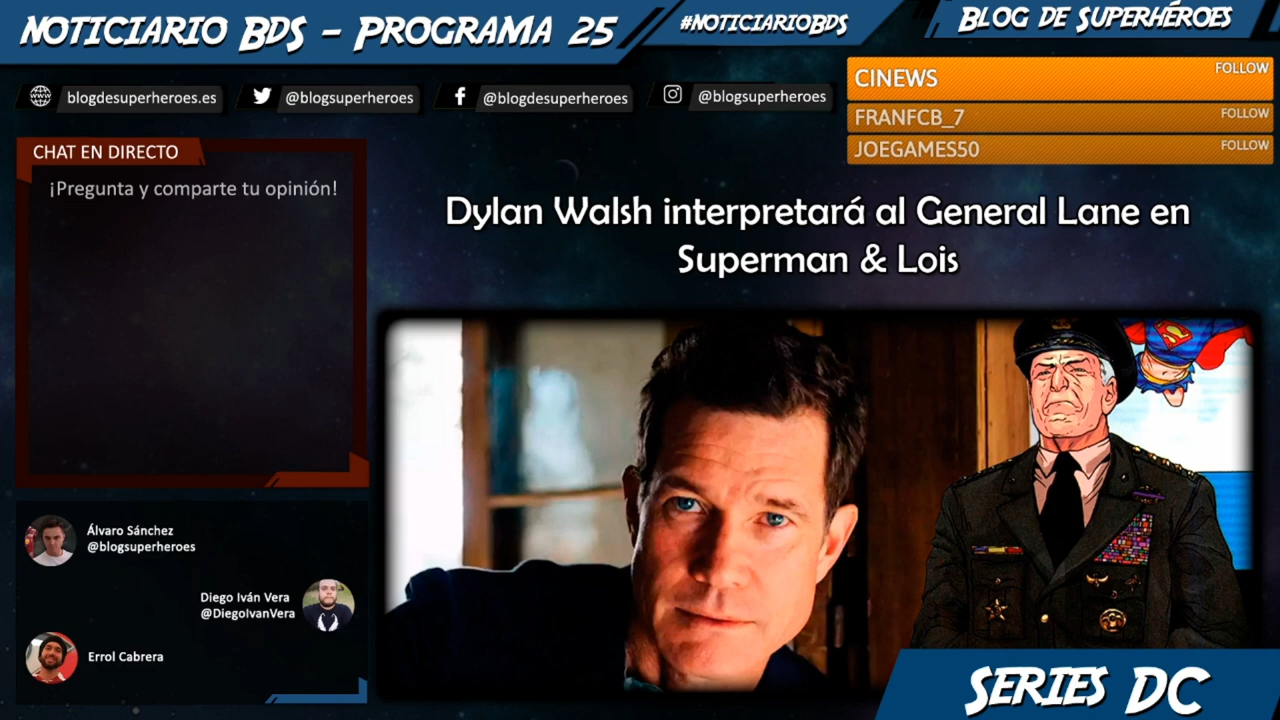 NOTICIARIO BDS - PROGRAMA 25
#NOTICIARIOBDS
BLOG DE SUPERHÉROES
blogdesuperheroes.es
@blogsuperheroes
@blogdesuperheroes
@blogsuperheroes
CINEWS
FOLLOW
FRANFCB_7
FOLLOW
JOEGAMES50
FOLLOW
CHAT EN DIRECTO
¡Pregunta y comparte tu opinión!
Dylan Walsh interpretará al General Lane en
Superman & Lois
Álvaro Sánchez
@blogsuperheroes
Diego Iván Vera
@DiegoIvanVera
Errol Cabrera
SERIES DC